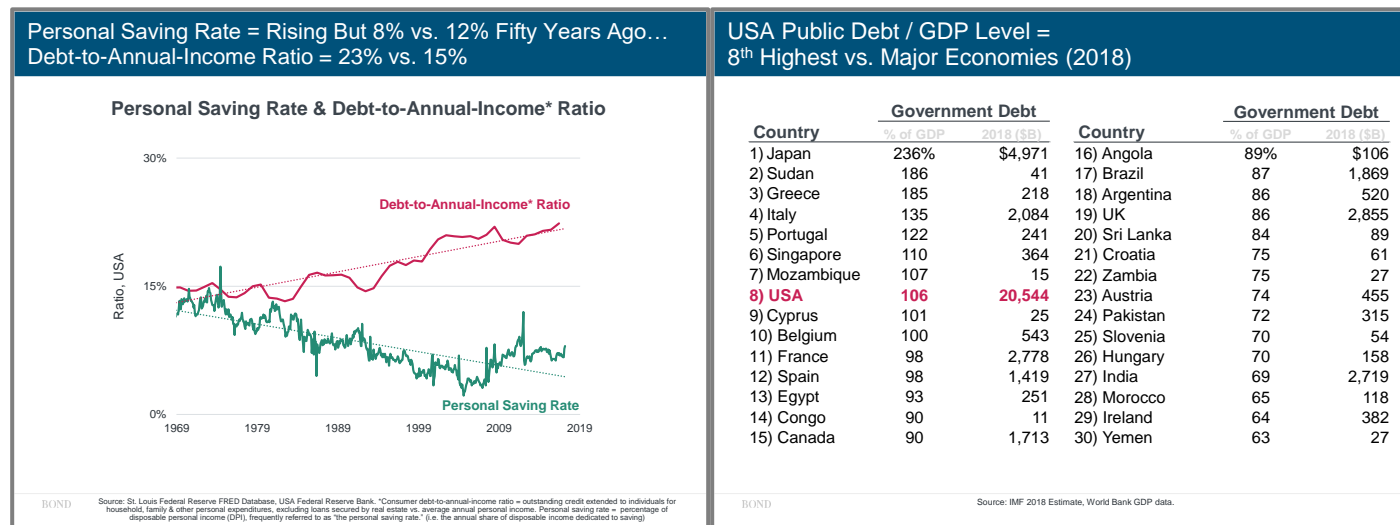 Personal Saving Rate = Rising But 8% vs. 12% Fifty Years Ago…
Debt-to-Annual-Income Ratio = 23% vs. 15%
Personal Saving Rate & Debt-to-Annual-Income* Ratio
30%
Debt-to-Annual-Income* Ratio
Ratio, USA
15%
Personal Saving Rate
0%
1969 1979 1989 1999 2009 2019
BOND
Source: St. Louis Federal Reserve FRED Database, USA Federal Reserve Bank. *Consumer debt-to-annual-income ratio = outstanding credit extended to individuals for
household, family & other personal expenditures, excluding loans secured by real estate vs. average annual personal income. Personal saving rate = percentage of
disposable personal income (DPI), frequently referred to as "the personal saving rate." (i.e. the annual share of disposable income dedicated to saving)
USA Public Debt / GDP Level =
8th Highest vs. Major Economies (2018)
Government Debt
Country % of GDP 2018 ($B)
1) Japan 236% $4,971
2) Sudan 186 41
3) Greece 185 218
4) Italy 135 2,084
5) Portugal 122 241
6) Singapore 110 364
7) Mozambique 107 15
8) USA 106 20,544
9) Cyprus 101 25
10) Belgium 100 543
11) France 98 2,778
12) Spain 98 1,419
13) Egypt 93 251
14) Congo 90 11
15) Canada 90 1,713
Government Debt
Country % of GDP 2018 ($B)
16) Angola 89% $106
17) Brazil 87 1,869
18) Argentina 86 520
19) UK 86 2,855
20) Sri Lanka 84 89
21) Croatia 75 61
22) Zambia 75 27
23) Austria 74 455
24) Pakistan 72 315
25) Slovenia 70 54
26) Hungary 70 158
27) India 69 2,719
28) Morocco 65 118
29) Ireland 64 382
30) Yemen 63 27
BOND
Source: IMF 2018 Estimate, World Bank GDP data.